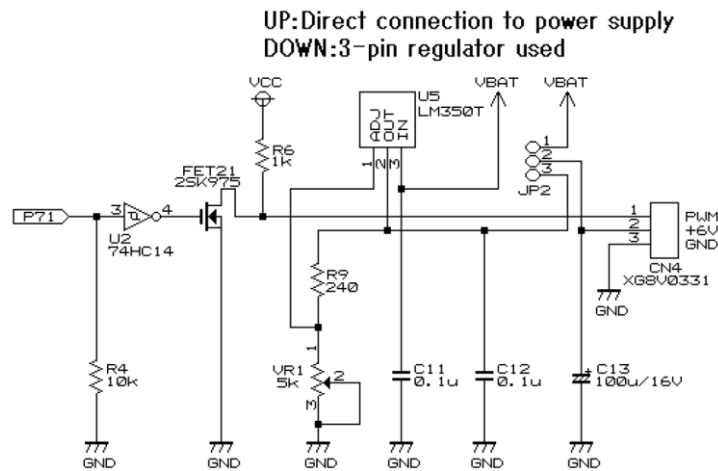 UP:Direct connection to power supply
DOWN:3-pin regulator used
VCC
U5
LM350T
VBAT
VBAT
ADJ
OUT
IN
1
2
3
R6
1k
FET21
2SK975
1
2
3
JP2
P71
3
4
U2
74HC14
1
2
3
PWM
+6V
GND
CN4
XG8V0331
GND
R9
240
R4
10k
1
VR1
5k
2
3
C11
0.1u
C12
0.1u
+
C13
100u/16V
GND
GND
GND
GND
GND
GND